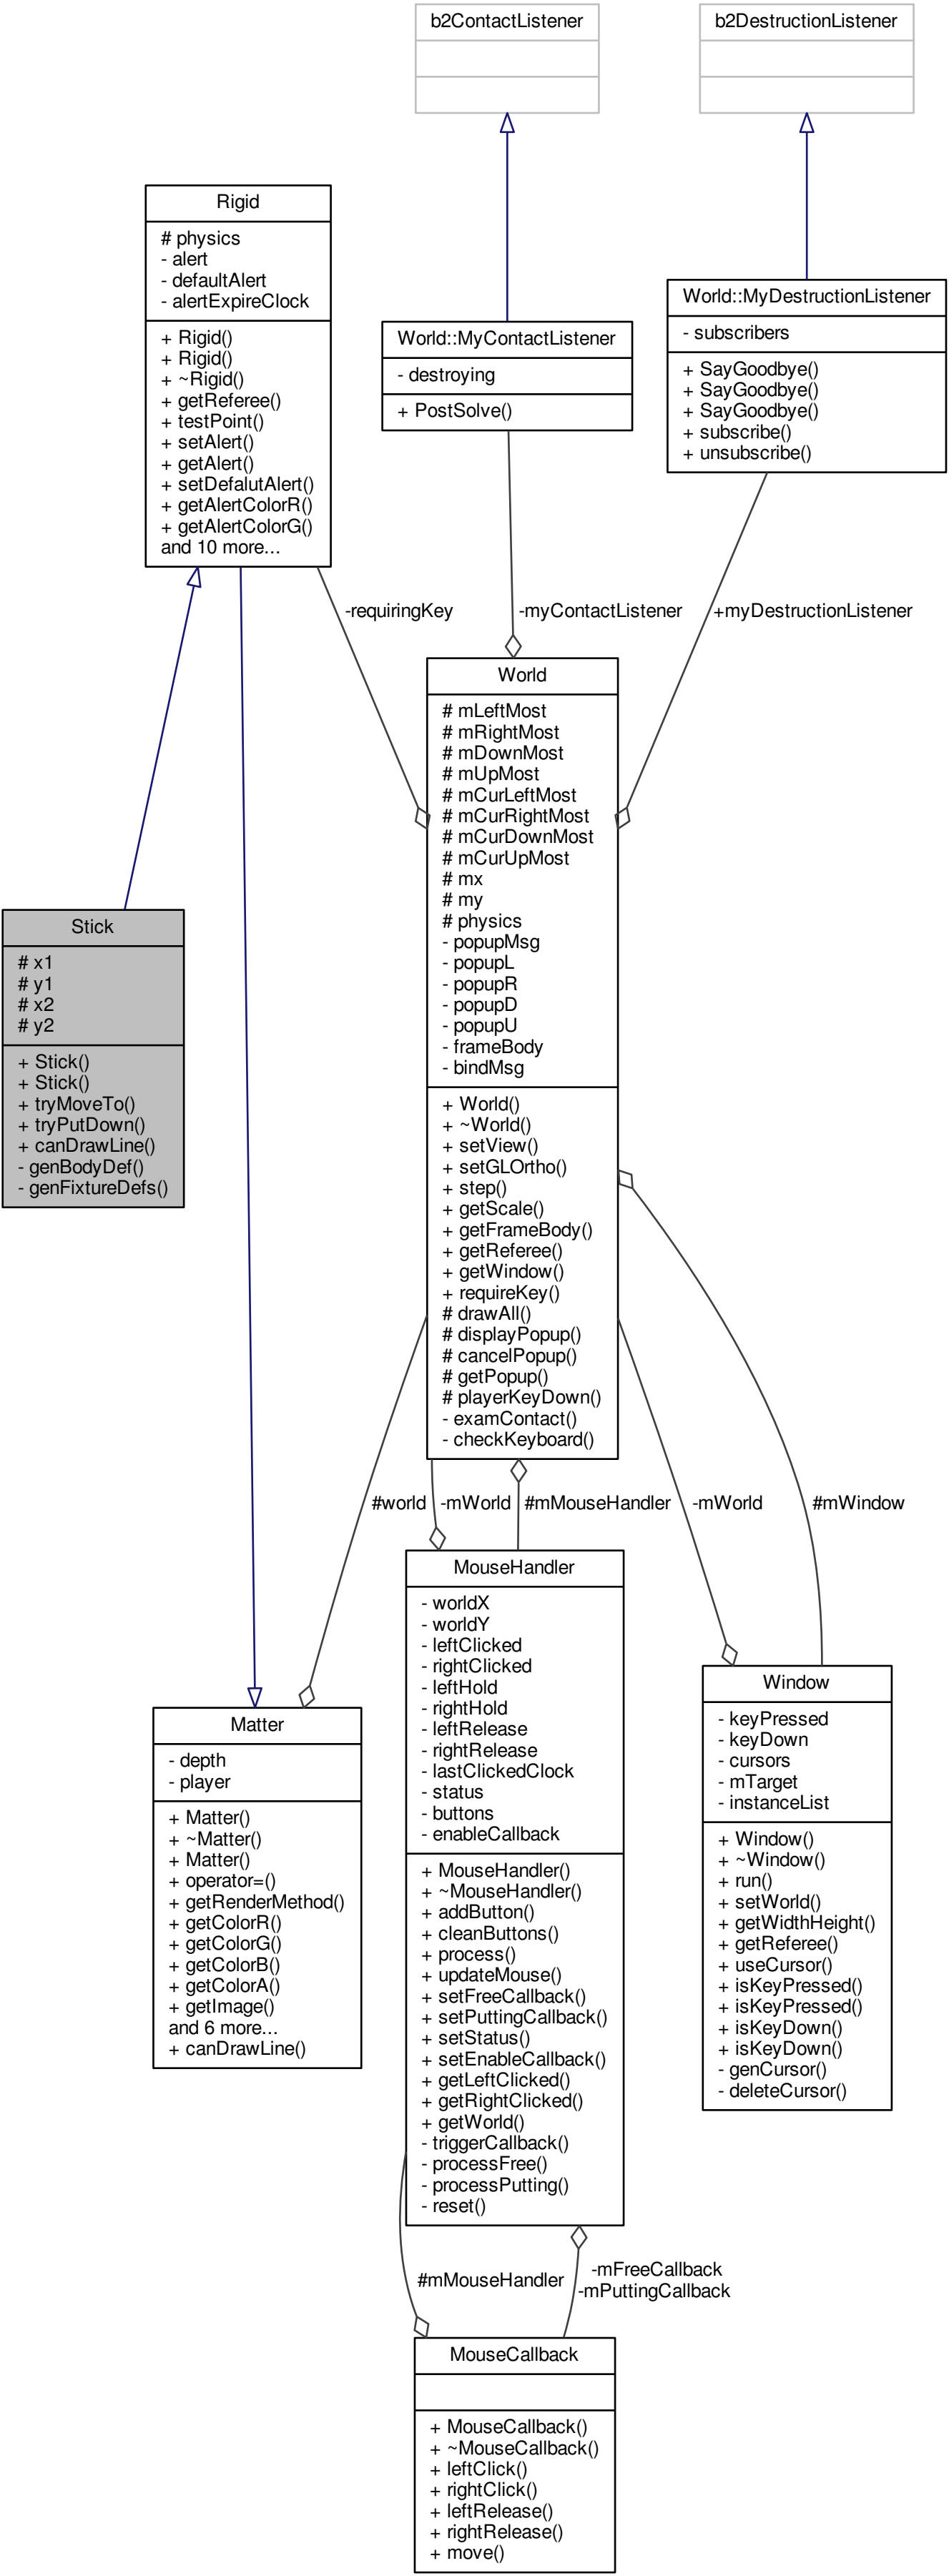 b2ContactListener
b2DestructionListener
Rigid
# physics
- alert
- defaultAlert
- alertExpireClock
+ Rigid()
+ Rigid()
+ ~Rigid()
+ getReferee()
+ testPoint()
+ setAlert()
+ getAlert()
+ setDefalutAlert()
+ getAlertColorR()
+ getAlertColorG()
and 10 more...
World::MyContactListener
- destroying
+ PostSolve()
World::MyDestructionListener
- subscribers
+ SayGoodbye()
+ SayGoodbye()
+ SayGoodbye()
+ subscribe()
+ unsubscribe()
-requiringKey
-myContactListener
+myDestructionListener
World
# mLeftMost
# mRightMost
# mDownMost
# mUpMost
# mCurLeftMost
# mCurRightMost
# mCurDownMost
# mCurUpMost
# mx
# my
# physics
- popupMsg
- popupL
- popupR
- popupD
- popupU
- frameBody
- bindMsg
+ World()
+ ~World()
+ setView()
+ setGLOrtho()
+ step()
+ getScale()
+ getFrameBody()
+ getReferee()
+ getWindow()
+ requireKey()
# drawAll()
# displayPopup()
# cancelPopup()
# getPopup()
# playerKeyDown()
- examContact()
- checkKeyboard()
Stick
# x1
# y1
# x2
# y2
+ Stick()
+ Stick()
+ tryMoveTo()
+ tryPutDown()
+ canDrawLine()
- genBodyDef()
- genFixtureDefs()
#world
-mWorld
#mMouseHandler
-mWorld
#mWindow
MouseHandler
- worldX
- worldY
- leftClicked
- rightClicked
- leftHold
- rightHold
- leftRelease
- rightRelease
- lastClickedClock
- status
- buttons
- enableCallback
+ MouseHandler()
+ ~MouseHandler()
+ addButton()
+ cleanButtons()
+ process()
+ updateMouse()
+ setFreeCallback()
+ setPuttingCallback()
+ setStatus()
+ setEnableCallback()
+ getLeftClicked()
+ getRightClicked()
+ getWorld()
- triggerCallback()
- processFree()
- processPutting()
- reset()
Window
- keyPressed
- keyDown
- cursors
- mTarget
- instanceList
+ Window()
+ ~Window()
+ run()
+ setWorld()
+ getWidthHeight()
+ getReferee()
+ useCursor()
+ isKeyPressed()
+ isKeyPressed()
+ isKeyDown()
+ isKeyDown()
- genCursor()
- deleteCursor()
Matter
- depth
- player
+ Matter()
+ ~Matter()
+ Matter()
+ operator=()
+ getRenderMethod()
+ getColorR()
+ getColorG()
+ getColorB()
+ getColorA()
+ getImage()
and 6 more...
+ canDrawLine()
#mMouseHandler
-mFreeCallback
-mPuttingCallback
MouseCallback
+ MouseCallback()
+ ~MouseCallback()
+ leftClick()
+ rightClick()
+ leftRelease()
+ rightRelease()
+ move()